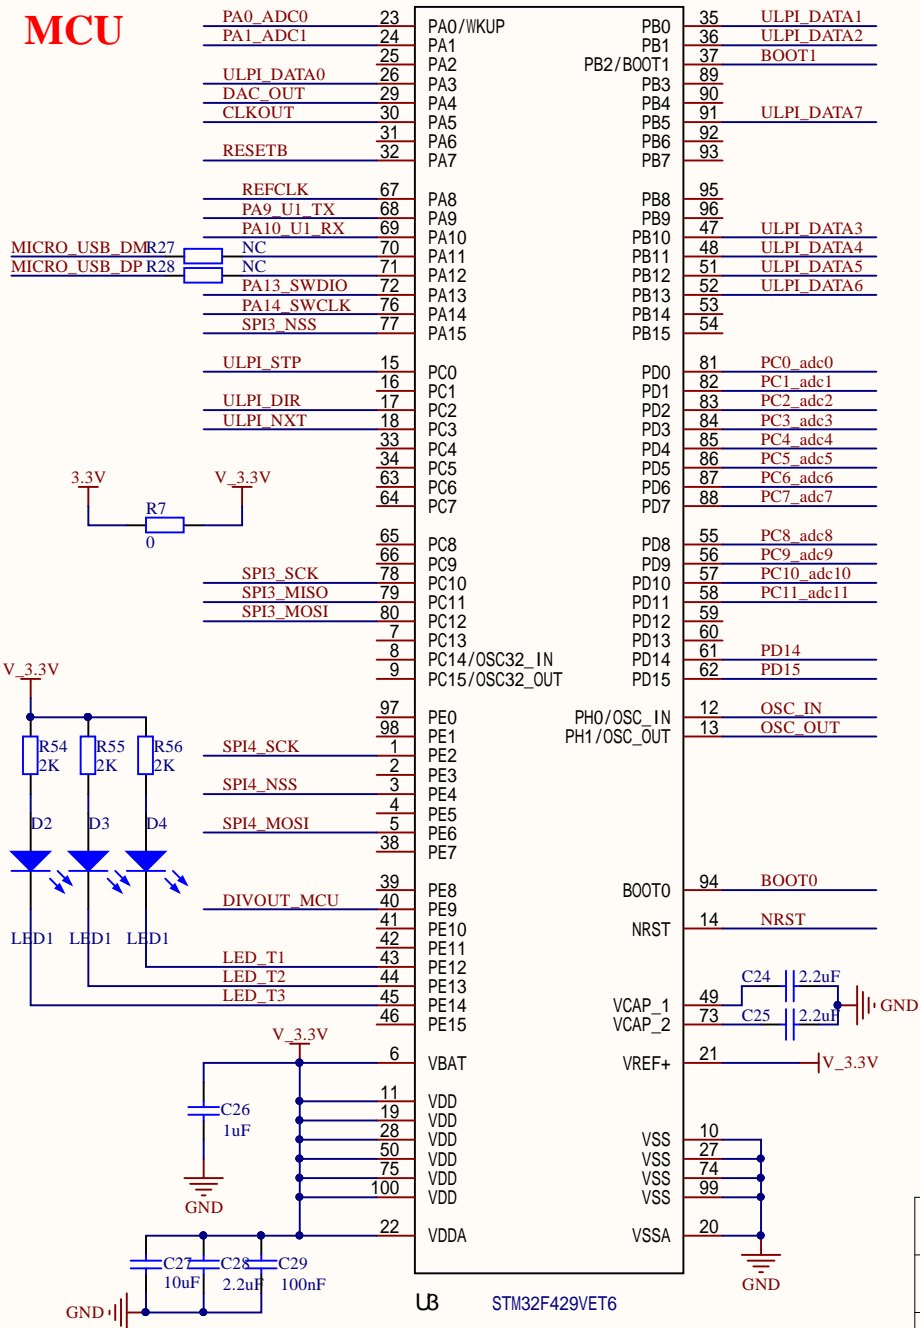 MCU
PA0_ADC0 23 PA0/WKUP PB0 35 ULPI_DATA1
PA1_ADC1 24 PA1 PB1 36 ULPI_DATA2
25 PA2 PB2/BOOT1 37 BOOT1
ULPI_DATA0 26 PA3 PB3 89
DAC_OUT 29 PA4 PB4 90
CLKOUT 30 PA5 PB5 91 ULPI_DATA7
31 PA6 PB6 92
RESETB 32 PA7 PB7 93
REFCLK 67 PA8 PB8 95
PA9_U1_TX 68 PA9 PB9 96
PA10_U1_RX 69 PA10 PB10 47 ULPI_DATA3
MICRO_USB_DM R27 NC 70 PA11 PB11 48 ULPI_DATA4
MICRO_USB_DP R28 NC 71 PA12 PB12 51 ULPI_DATA5
PA13_SWDIO 72 PA13 PB13 52 ULPI_DATA6
PA14_SWCLK 76 PA14 PB14 53
SPI3_NSS 77 PA15 PB15 54
ULPI_STP 15 PC0 PD0 81 PC0_adc0
16 PC1 PD1 82 PC1_adc1
ULPI_DIR 17 PC2 PD2 83 PC2_adc2
ULPI_NXT 18 PC3 PD3 84 PC3_adc3
33 PC4 PD4 85 PC4_adc4
34 PC5 PD5 86 PC5_adc5
3.3V V_3.3V 63 PC6 PD6 87 PC6_adc6
R7 64 PC7 PD7 88 PC7_adc7
0 65 PC8 PD8 55 PC8_adc8
66 PC9 PD9 56 PC9_adc9
SPI3_SCK 78 PC10 PD10 57 PC10_adc10
SPI3_MISO 79 PC11 PD11 58 PC11_adc11
SPI3_MOSI 80 PC12 PD12 59
7 PC13 PD13 60
8 PC14/OSC32_IN PD14 61 PD14
V_3.3V 9 PC15/OSC32_OUT PD15 62 PD15
97 PE0 PH0/OSC_IN 12 OSC_IN
98 PE1 PH1/OSC_OUT 13 OSC_OUT
R54 R55 R56 SPI4_SCK 1 PE2
2K 2K 2K 2 PE3
SPI4_NSS 3 PE4
4 PE5
D2 D3 D4 SPI4_MOSI 5 PE6
38 PE7
39 PE8 BOOT0 94 BOOT0
DIVOUT_MCU 40 PE9
41 PE10 NRST 14 NRST
LED1 LED1 LED1 42 PE11
LED_T1 43 PE12
LED_T2 44 PE13 C24 2.2uF
LED_T3 45 PE14 VCAP_1 49 GND
46 PE15 VCAP_2 73 C25 2.2uF
V_3.3V
6 VBAT VREF+ 21 V_3.3V
11 VDD
C26 19 VDD
1uF 28 VDD VSS 10
50 VDD VSS 27
75 VDD VSS 74
100 VDD VSS 99
GND
22 VDDA VSSA 20
C27 C28 C29
10uF 2.2uF 100nF GND
GND U3 STM32F429VET6